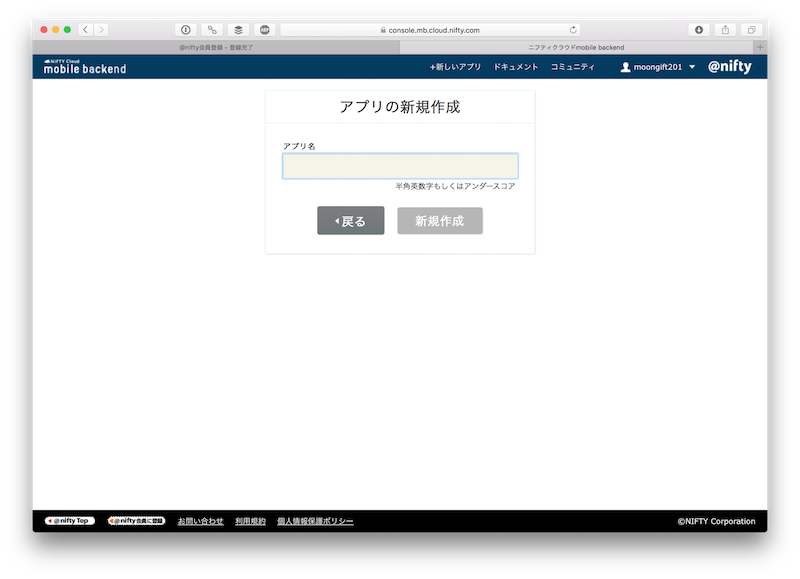 console.mb.cloud.nifty.com
@nifty会員登録 - 登録完了
ニフティクラウドmobile backend
NIFTY Cloud
mobile backend
+新しいアプリ
ドキュメント
コミュニティ
moongift201
@nifty
アプリの新規作成
アプリ名
半角英数字もしくはアンダースコア
戻る
新規作成
@nifty Top
@nifty会員に登録
お問い合わせ
利用規約
個人情報保護ポリシー
©NIFTY Corporation